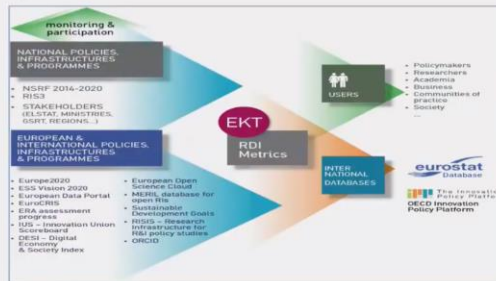 monitoring &
participation
NATIONAL POLICIES,
INFRASTRUCTURES
& PROGRAMMES
• NSRF 2014-2020
• RIS3
• STAKEHOLDERS
(ELSTAT, MINISTRIES,
GSRT, REGIONS...)
EUROPEAN &
INTERNATIONAL POLICIES,
INFRASTRUCTURES
& PROGRAMMES
• Europe2020
• ESS Vision 2020
• European Data Portal
• EuroCRIS
• ERA assessment
progress
• IUS – Innovation Union
Scoreboard
• DESI – Digital
Economy
& Society Index
• European Open
Science Cloud
• MERIL database for
open RIs
• Sustainable
Development Goals
• RISIS – Research
Infrastructure for
R&I policy studies
• ORCID
EKT
RDI
Metrics
USERS
• Policymakers
• Researchers
• Academia
• Business
• Communities of
practice
• Society
...
INTER
NATIONAL
DATABASES
eurostat
Database
The Innovatio
Policy Platfo
OECD Innovation
Policy Platform